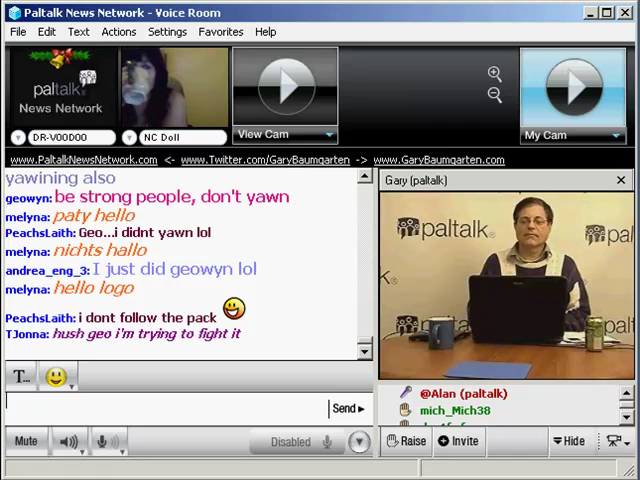 Paltalk News Network - Voice Room
File Edit Text Actions Settings Favorites Help
paltalk
News Network
DR-V00D00
NC Doll
View Cam
My Cam
www.PaltalkNewsNetwork.com <- www.Twitter.com/GaryBaumgarten -> www.GaryBaumgarten.com
yawining also
geowyn: be strong people, don't yawn
melyna: paty hello
PeachsLaith: Geo...i didnt yawn lol
melyna: nichts hallo
andrea_eng_3: I just did geowyn lol
melyna: hello logo
PeachsLaith: i dont follow the pack
TJonna: hush geo i'm trying to fight it
T...
Send
Mute
Disabled
Gary (paltalk)
paltalk
paltalk
@Alan (paltalk)
mich_Mich38
Raise Invite Hide